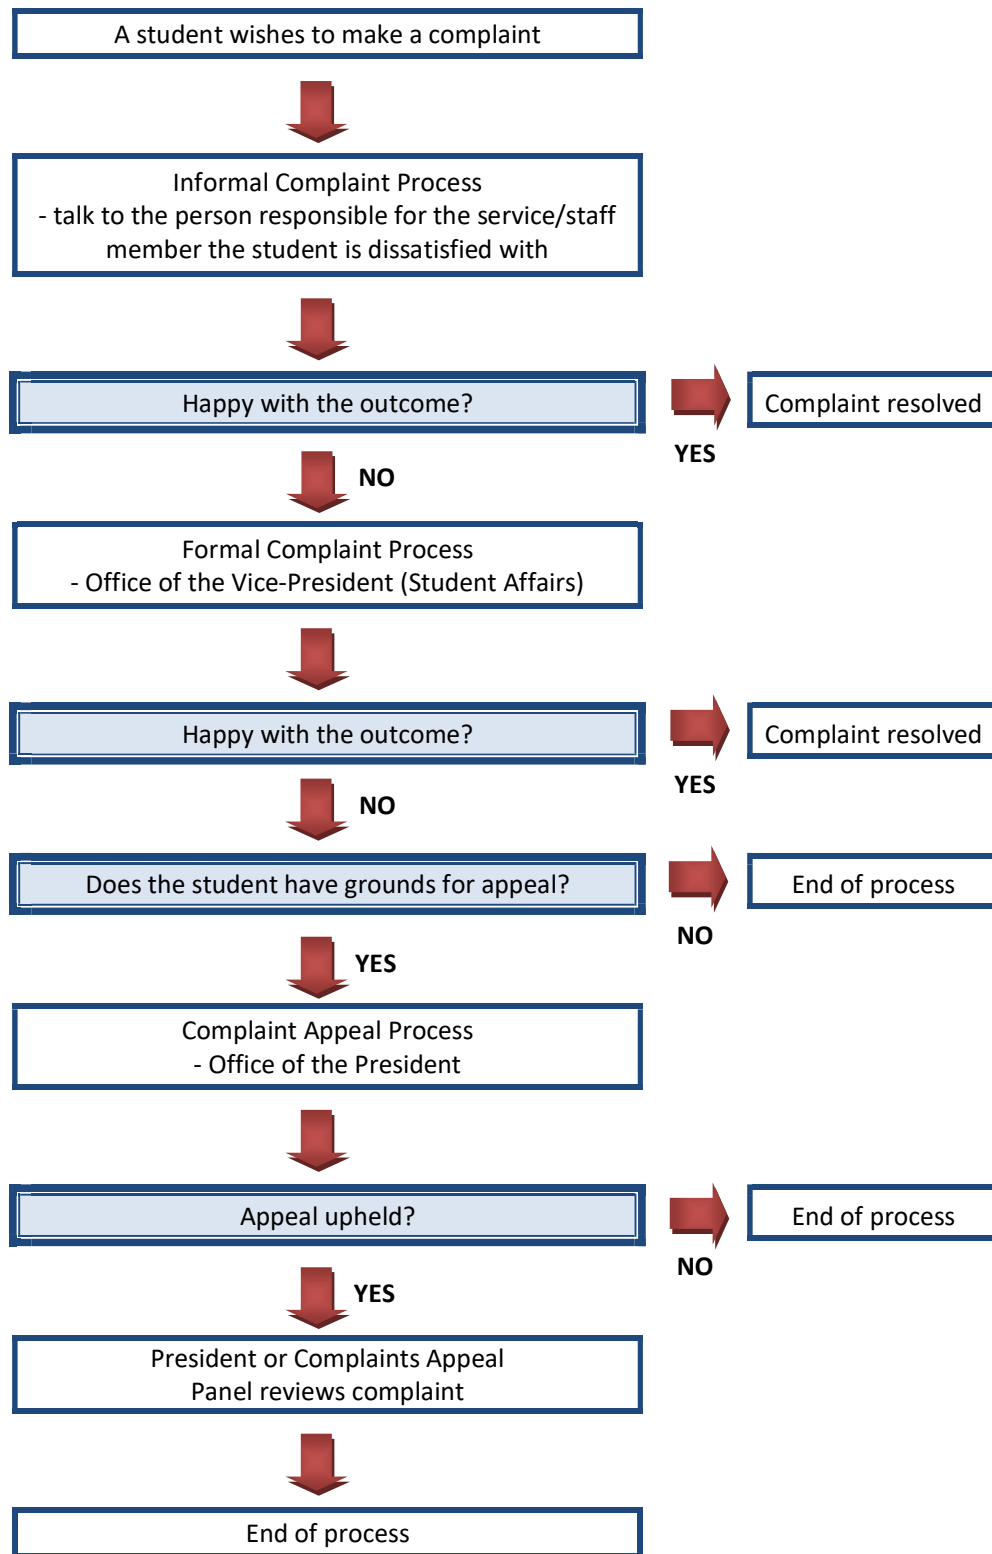 A student wishes to make a complaint
Informal Complaint Process
- talk to the person responsible for the service/staff
member the student is dissatisfied with
Happy with the outcome?
Complaint resolved
YES
NO
Formal Complaint Process
- Office of the Vice-President (Student Affairs)
Happy with the outcome?
Complaint resolved
YES
NO
Does the student have grounds for appeal?
End of process
NO
YES
Complaint Appeal Process
- Office of the President
Appeal upheld?
End of process
NO
YES
President or Complaints Appeal
Panel reviews complaint
End of process